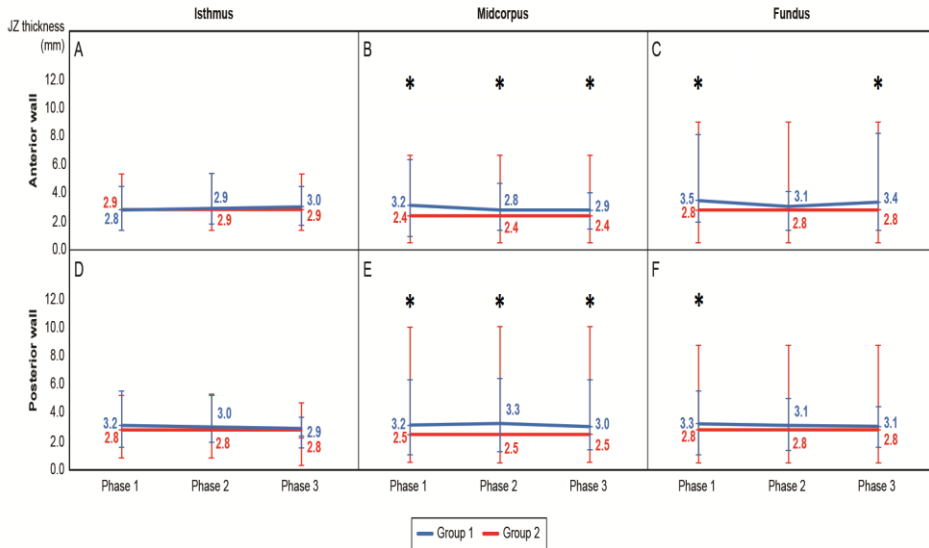 Isthmus Midcorpus Fundus
JZ thickness
(mm)
A B C
* * * * *
12.0
10.0
8.0
6.0
4.0
2.0
0.0
Anterior wall
2.9 2.9 3.0
2.8 2.9 2.9
3.2 2.8 2.9
2.4 2.4 2.4
3.5 3.1 3.4
2.8 2.8 2.8
D E F
* * * *
12.0
10.0
8.0
6.0
4.0
2.0
0.0
Posterior wall
3.2 3.0 2.9
2.8 2.8 2.8
3.2 3.3 3.0
2.5 2.5 2.5
3.3 3.1 3.1
2.8 2.8 2.8
Phase 1 Phase 2 Phase 3 Phase 1 Phase 2 Phase 3 Phase 1 Phase 2 Phase 3
Group 1 Group 2